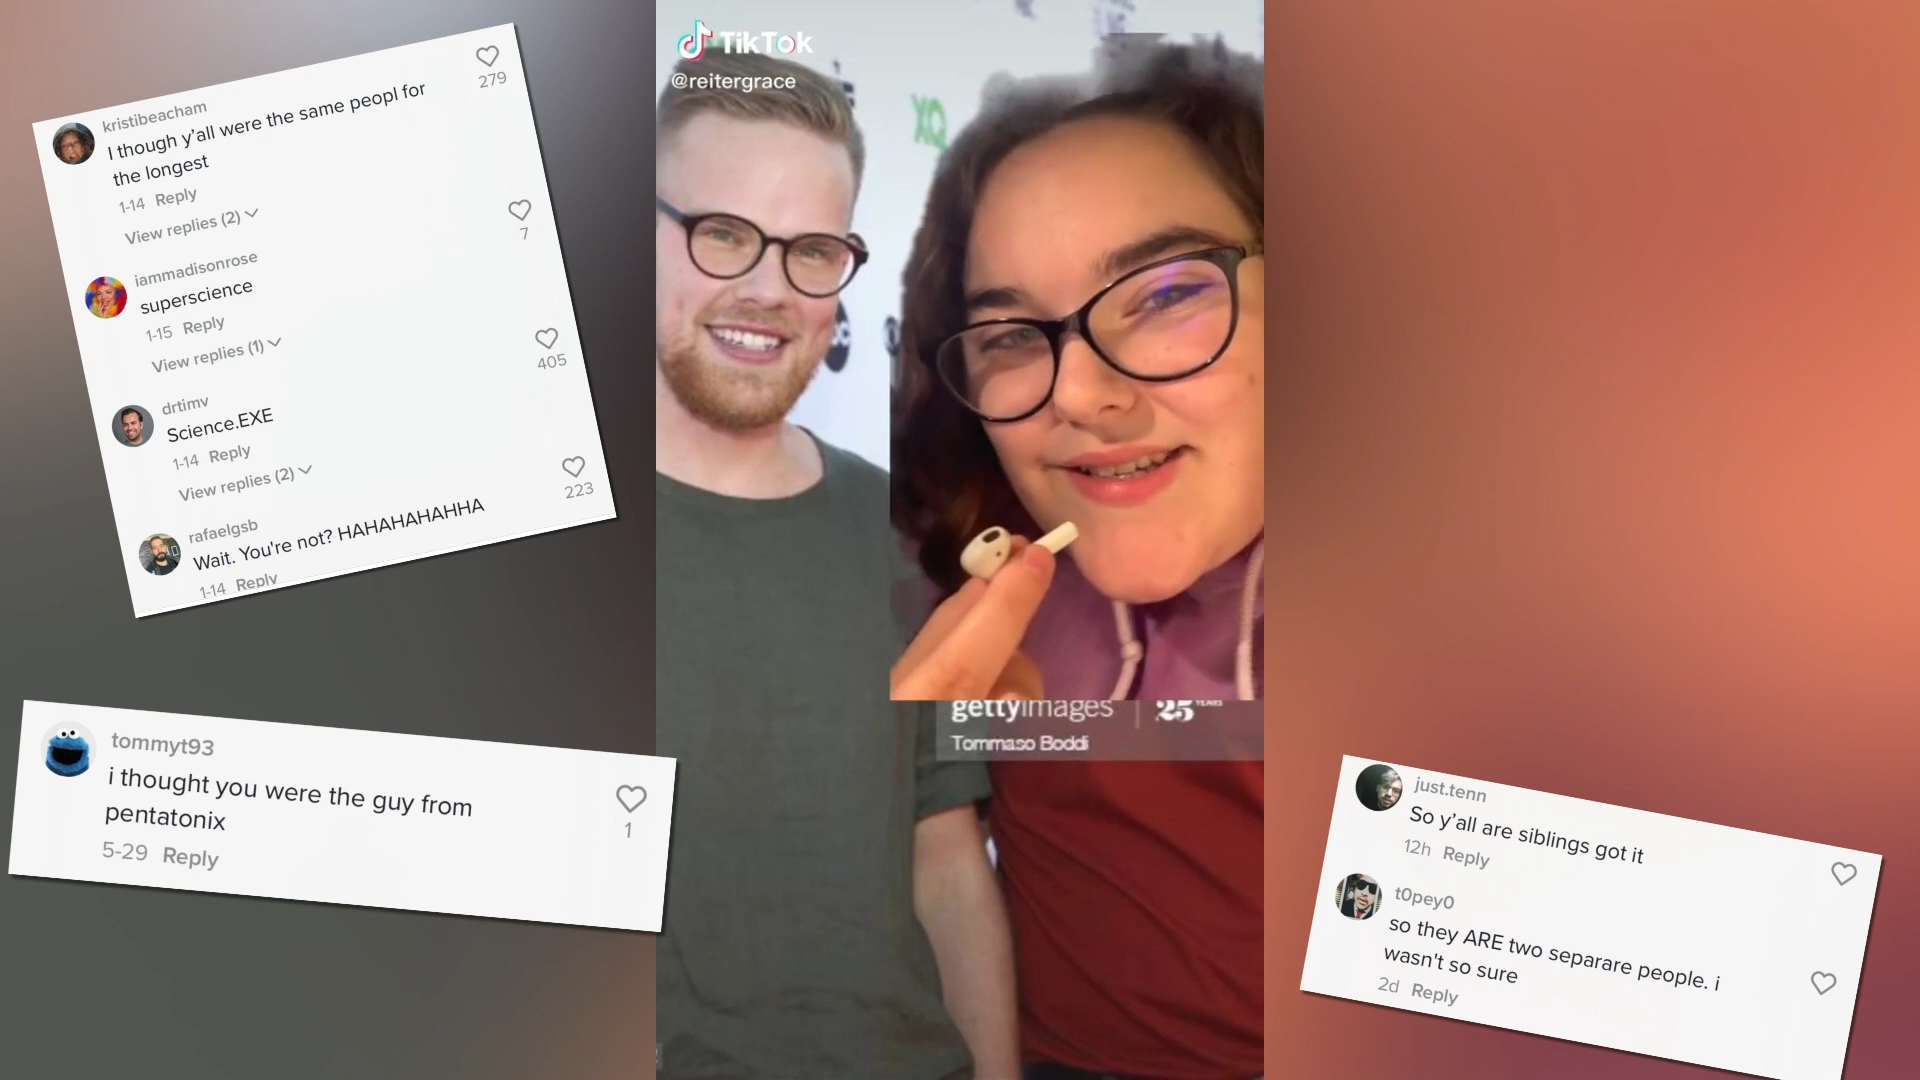 kristibeacham
I though y'all were the same peopl for
the longest
1-14 Reply
View replies (2)
279
iammadisonrose
superscience
1-15 Reply
View replies (1)
7
drtimv
Science.EXE
1-14 Reply
View replies (2)
405
rafaelgsb
Wait. You're not? HAHAHAHAHHA
1-14 Reply
223
tommyt93
i thought you were the guy from
pentatonix
5-29 Reply
1
TikTok
@reitergrace
XQ
gettyimages
25 YEARS
Tommaso Boddi
just.tenn
So y'all are siblings got it
12h Reply
t0pey0
so they ARE two separare people. i
wasn't so sure
2d Reply